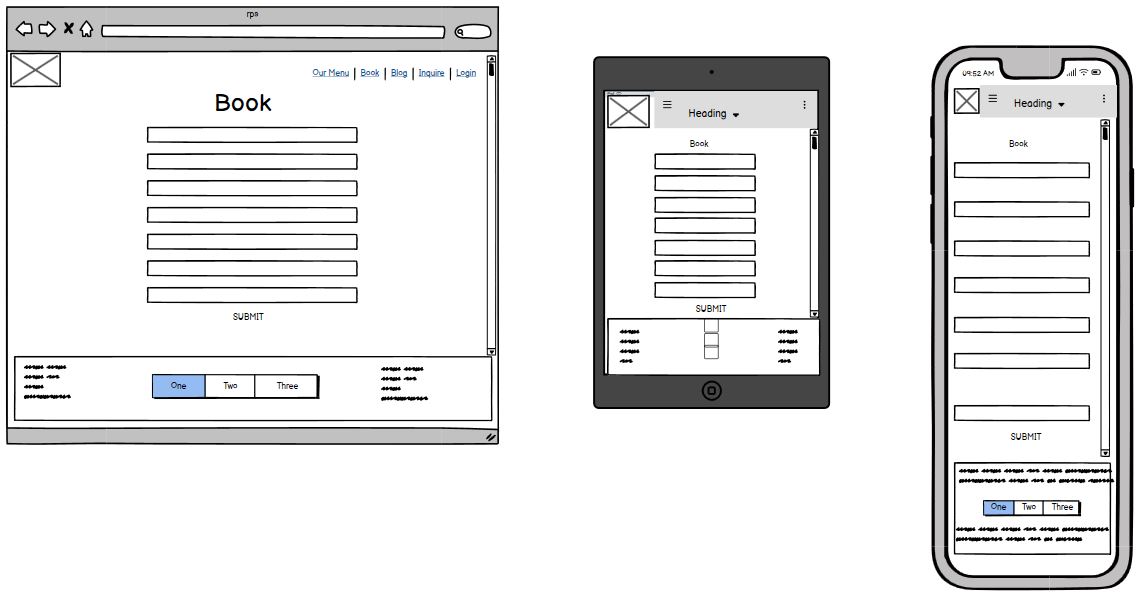 rps
Our Menu | Book | Blog | Inquire | Login
Book
SUBMIT
One Two Three
Heading
Book
SUBMIT
09:52 AM
Heading
Book
SUBMIT
One Two Three